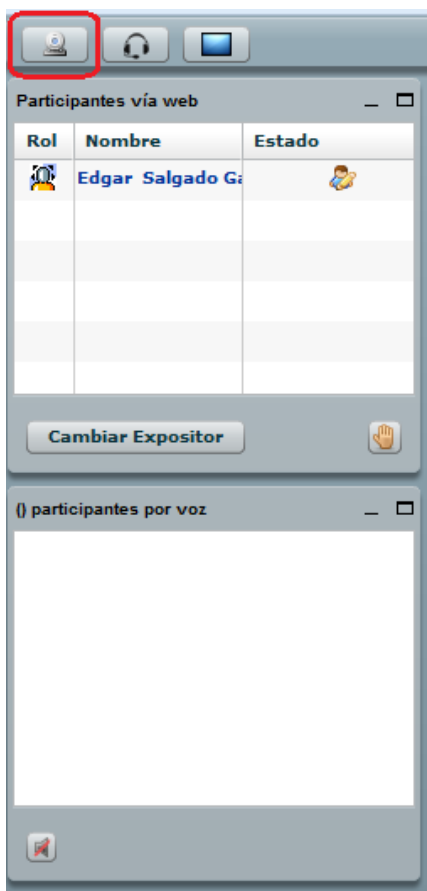 Participantes vía web
Rol Nombre Estado
Edgar Salgado Ga
Cambiar Expositor
() participantes por voz